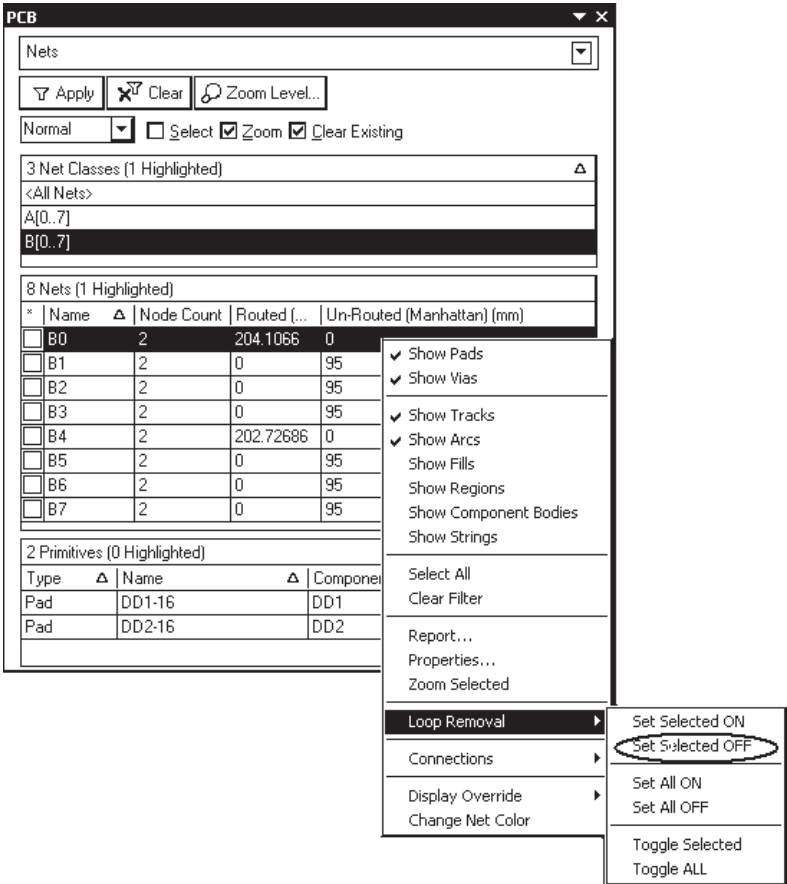 PCB
Nets
Apply Clear Zoom Level...
Normal Select Zoom Clear Existing
3 Net Classes (1 Highlighted)
<All Nets>
A[0..7]
B[0..7]
8 Nets (1 Highlighted)
* Name Node Count Routed (... Un-Routed (Manhattan) (mm)
B0 2 204.1066 0
B1 2 0 95
B2 2 0 95
B3 2 0 95
B4 2 202.72686 0
B5 2 0 95
B6 2 0 95
B7 2 0 95
2 Primitives (0 Highlighted)
Type Name Componen
Pad DD1-16 DD1
Pad DD2-16 DD2
Show Pads
Show Vias
Show Tracks
Show Arcs
Show Fills
Show Regions
Show Component Bodies
Show Strings
Select All
Clear Filter
Report...
Properties...
Zoom Selected
Loop Removal
Connections
Display Override
Change Net Color
Set Selected ON
Set Selected OFF
Set All ON
Set All OFF
Toggle Selected
Toggle ALL